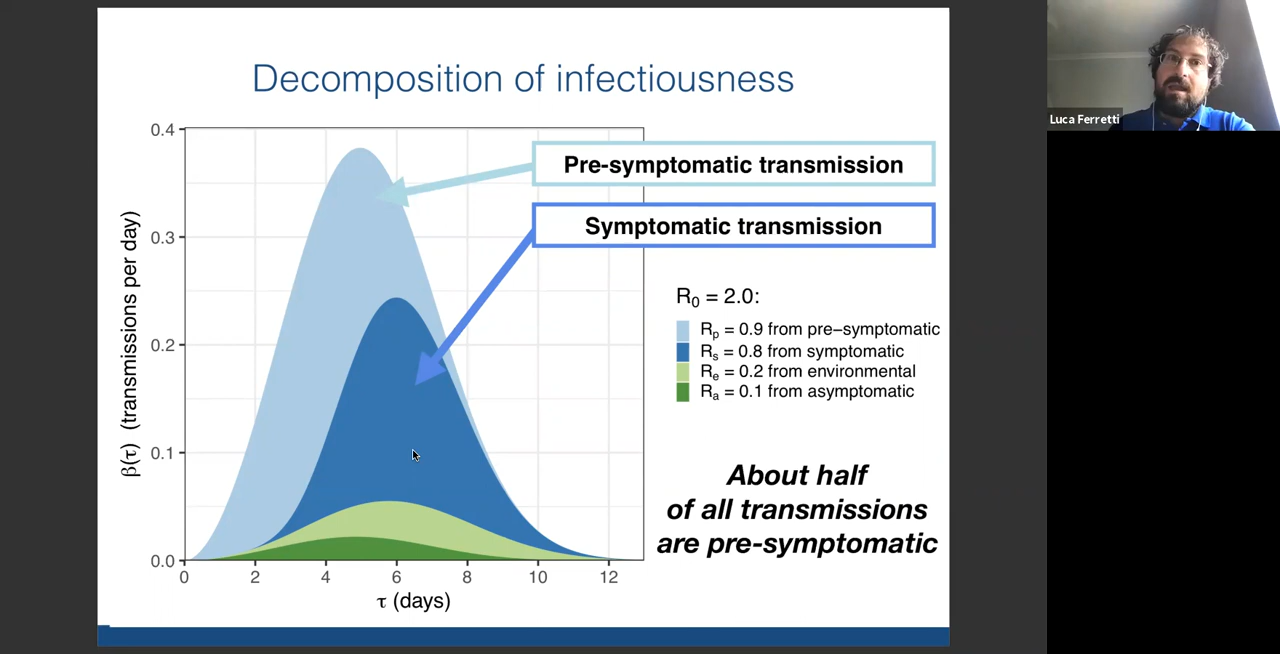 Decomposition of infectiousness
β(τ) (transmissions per day)
0.4
0.3
0.2
0.1
0.0
0 2 4 6 8 10 12
τ (days)
Pre-symptomatic transmission
Symptomatic transmission
R₀ = 2.0:
Rₚ = 0.9 from pre−symptomatic
Rₛ = 0.8 from symptomatic
Rₑ = 0.2 from environmental
Rₐ = 0.1 from asymptomatic
About half
of all transmissions
are pre-symptomatic
Luca Ferretti